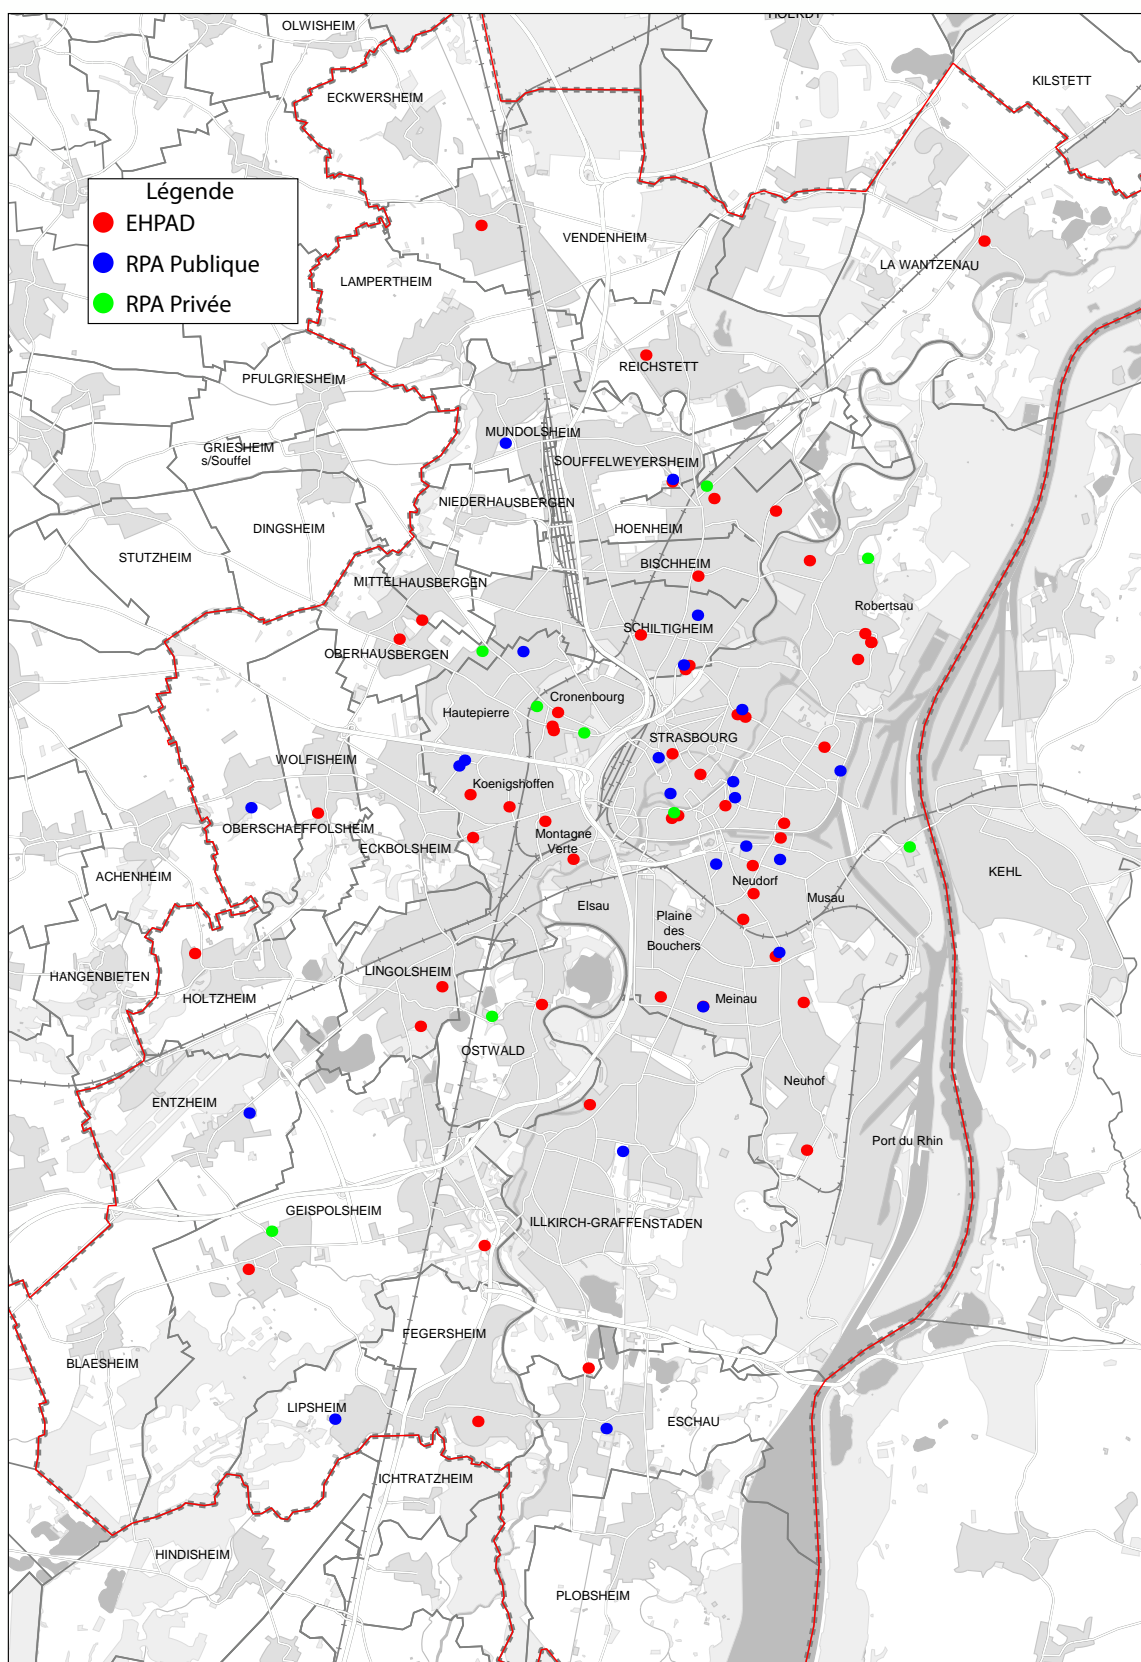 HOERDT
OLWISHEIM
KILSTETT
ECKWERSHEIM
Légende
EHPAD
RPA Publique
RPA Privée
VENDENHEIM
LA WANTZENAU
LAMPERTHEIM
REICHSTETT
PFULGRIESHEIM
MUNDOLSHEIM
GRIESHEIM
s/Souffel
SOUFFELWEYERSHEIM
NIEDERHAUSBERGEN
DINGSHEIM
HOENHEIM
STUTZHEIM
BISCHHEIM
MITTELHAUSBERGEN
Robertsau
SCHILTIGHEIM
OBERHAUSBERGEN
Cronenbourg
Hautepierre
STRASBOURG
WOLFISHEIM
Koenigshoffen
OBERSCHAEFFOLSHEIM
Montagne
Verte
ECKBOLSHEIM
ACHENHEIM
KEHL
Neudorf
Musau
Elsau
Plaine
des
Bouchers
HANGENBIETEN
LINGOLSHEIM
HOLTZHEIM
Meinau
OSTWALD
Neuhof
ENTZHEIM
Port du Rhin
GEISPOLSHEIM
ILLKIRCH-GRAFFENSTADEN
FEGERSHEIM
BLAESHEIM
LIPSHEIM
ESCHAU
ICHTRATZHEIM
HINDISHEIM
PLOBSHEIM